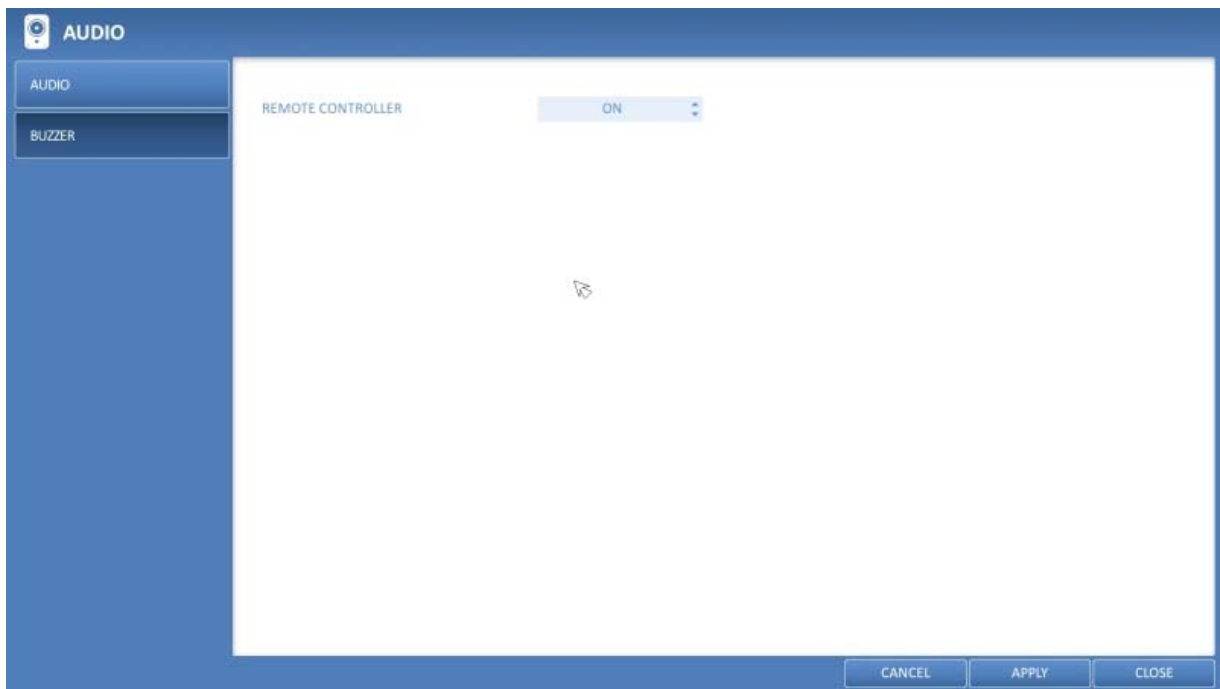 AUDIO
AUDIO
BUZZER
REMOTE CONTROLLER ON
CANCEL APPLY CLOSE